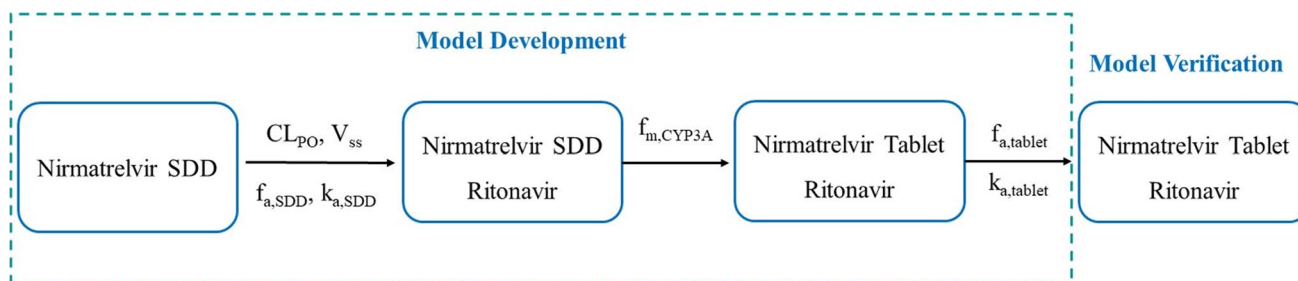 Model Development
Model Verification
Nirmatrelvir SDD
CL_PO, V_ss
f_a,SDD, k_a,SDD
Nirmatrelvir SDD
Ritonavir
f_m,CYP3A
Nirmatrelvir Tablet
Ritonavir
f_a,tablet
k_a,tablet
Nirmatrelvir Tablet
Ritonavir